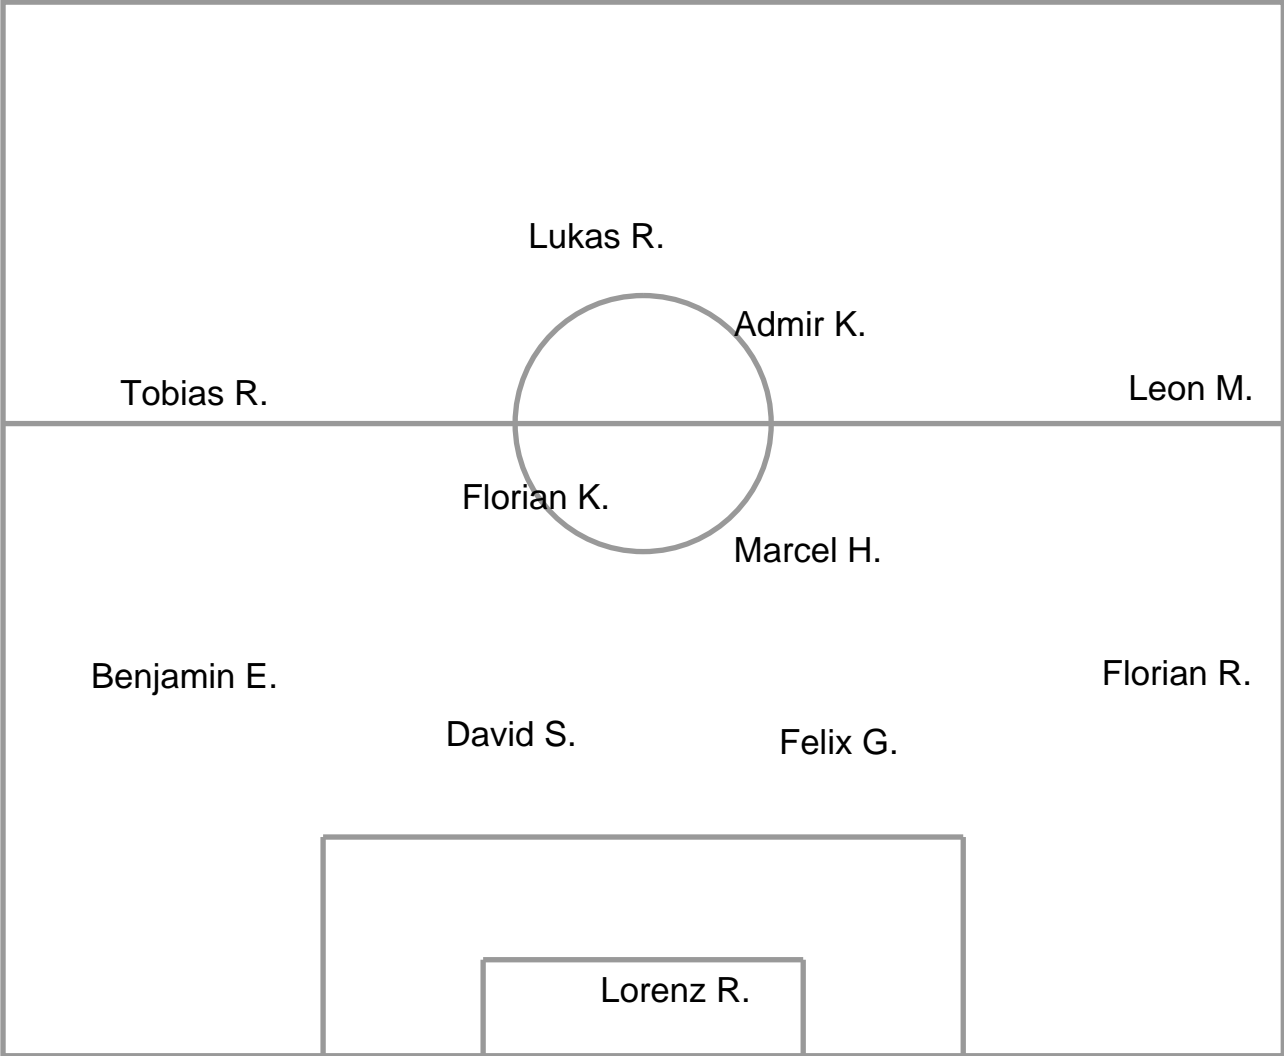 Lukas R.
Admir K.
Tobias R.
Leon M.
Florian K.
Marcel H.
Benjamin E.
Florian R.
David S.
Felix G.
Lorenz R.